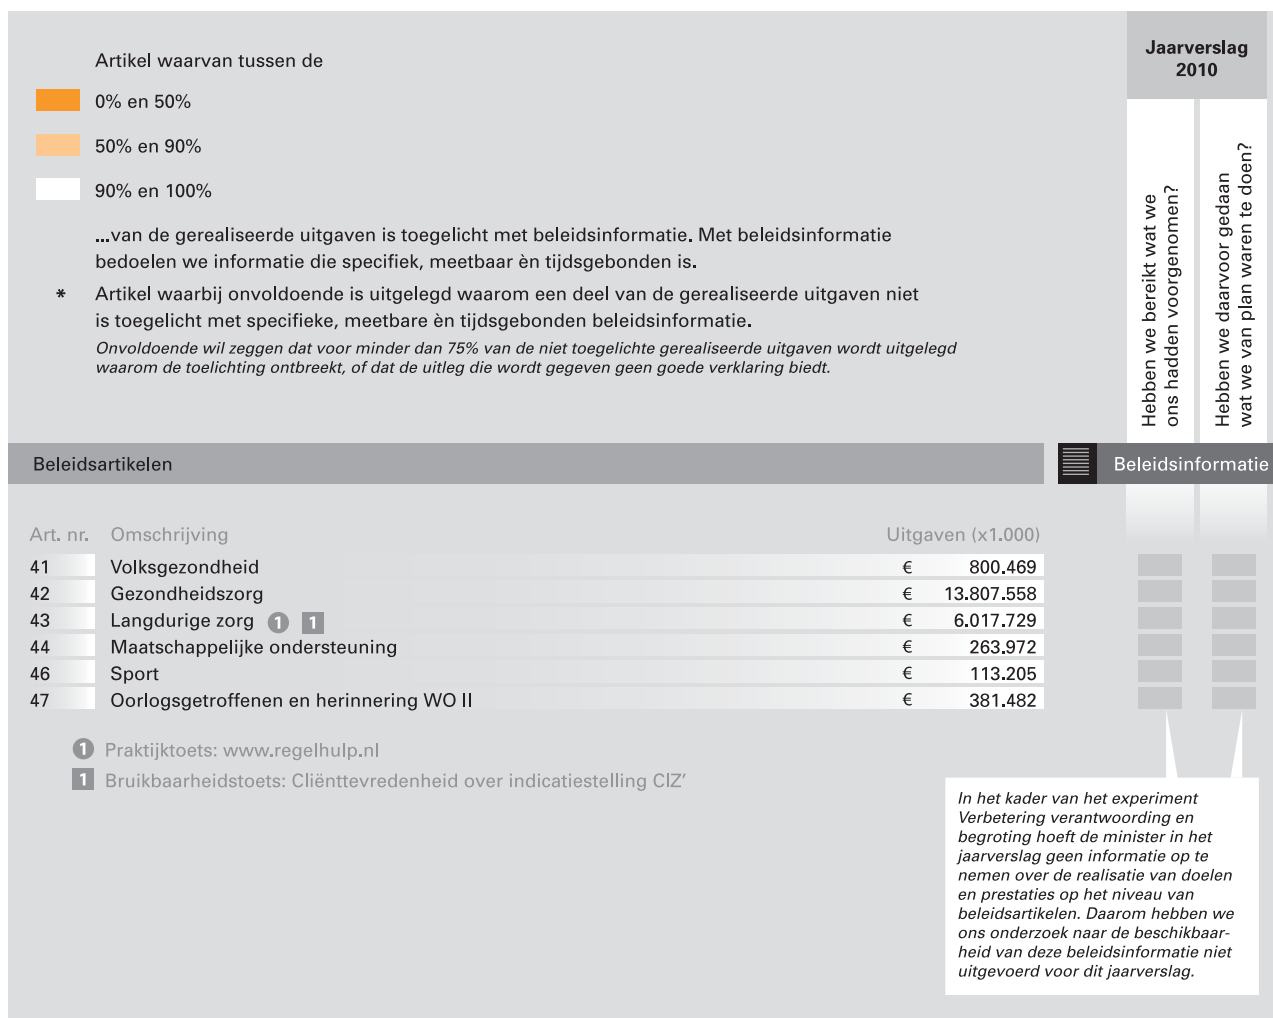 Artikel waarvan tussen de
0% en 50%
50% en 90%
90% en 100%
...van de gerealiseerde uitgaven is toegelicht met beleidsinformatie. Met beleidsinformatie
bedoelen we informatie die specifiek, meetbaar èn tijdsgebonden is.
* Artikel waarbij onvoldoende is uitgelegd waarom een deel van de gerealiseerde uitgaven niet
is toegelicht met specifieke, meetbare èn tijdsgebonden beleidsinformatie.
Onvoldoende wil zeggen dat voor minder dan 75% van de niet toegelichte gerealiseerde uitgaven wordt uitgelegd
waarom de toelichting ontbreekt, of dat de uitleg die wordt gegeven geen goede verklaring biedt.
Jaarverslag
2010
Hebben we bereikt wat we
ons hadden voorgenomen?
Hebben we daarvoor gedaan
wat we van plan waren te doen?
Beleidsartikelen
Beleidsinformatie
Art. nr. Omschrijving Uitgaven (x1.000)
41 Volksgezondheid € 800.469
42 Gezondheidszorg € 13.807.558
43 Langdurige zorg 1 1 € 6.017.729
44 Maatschappelijke ondersteuning € 263.972
46 Sport € 113.205
47 Oorlogsgetroffenen en herinnering WO II € 381.482
1 Praktijktoets: www.regelhulp.nl
1 Bruikbaarheidstoets: Cliënttevredenheid over indicatiestelling CIZ’
In het kader van het experiment
Verbetering verantwoording en
begroting hoeft de minister in het
jaarverslag geen informatie op te
nemen over de realisatie van doelen
en prestaties op het niveau van
beleidsartikelen. Daarom hebben we
ons onderzoek naar de beschikbaar-
heid van deze beleidsinformatie niet
uitgevoerd voor dit jaarverslag.